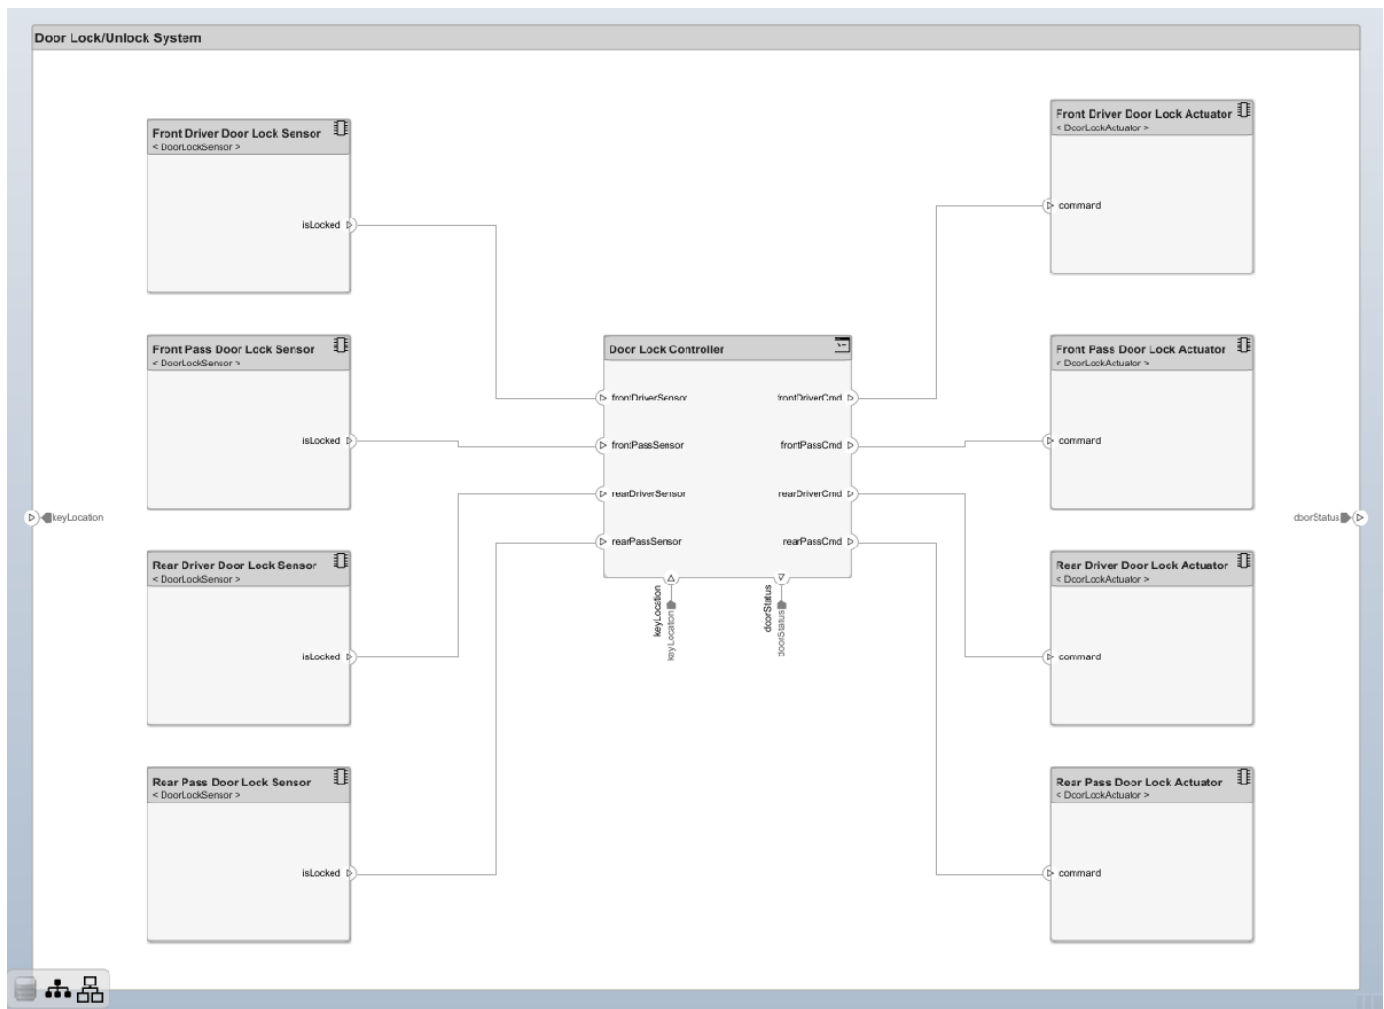 Door Lock/Unlock System
Front Driver Door Lock Sensor
< DoorLockSensor >
isLocked
Front Pass Door Lock Sensor
< DoorLockSensor >
isLocked
keyLocation
Rear Driver Door Lock Sensor
< DoorLockSensor >
isLocked
Rear Pass Door Lock Sensor
< DoorLockSensor >
isLocked
Door Lock Controller
frontDriverSensor
frontDriverCmd
frontPassSensor
frontPassCmd
rearDriverSensor
rearDriverCmd
rearPassSensor
rearPassCmd
keyLocation
keyLocation
doorStatus
doorStatus
Front Driver Door Lock Actuator
< DoorLockActuator >
command
Front Pass Door Lock Actuator
< DoorLockActuator >
command
doorStatus
Rear Driver Door Lock Actuator
< DoorLockActuator >
command
Rear Pass Door Lock Actuator
< DoorLockActuator >
command